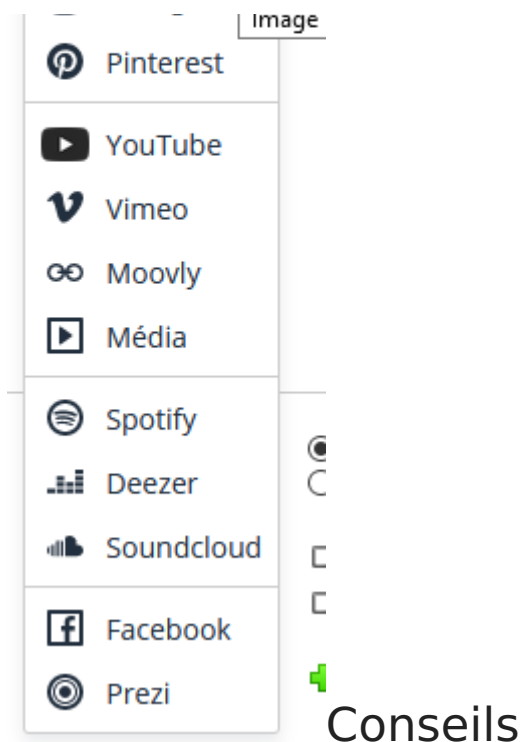 Image
Pinterest
YouTube
Vimeo
Moovly
Média
Spotify
Deezer
Soundcloud
Facebook
Prezi
Conseils